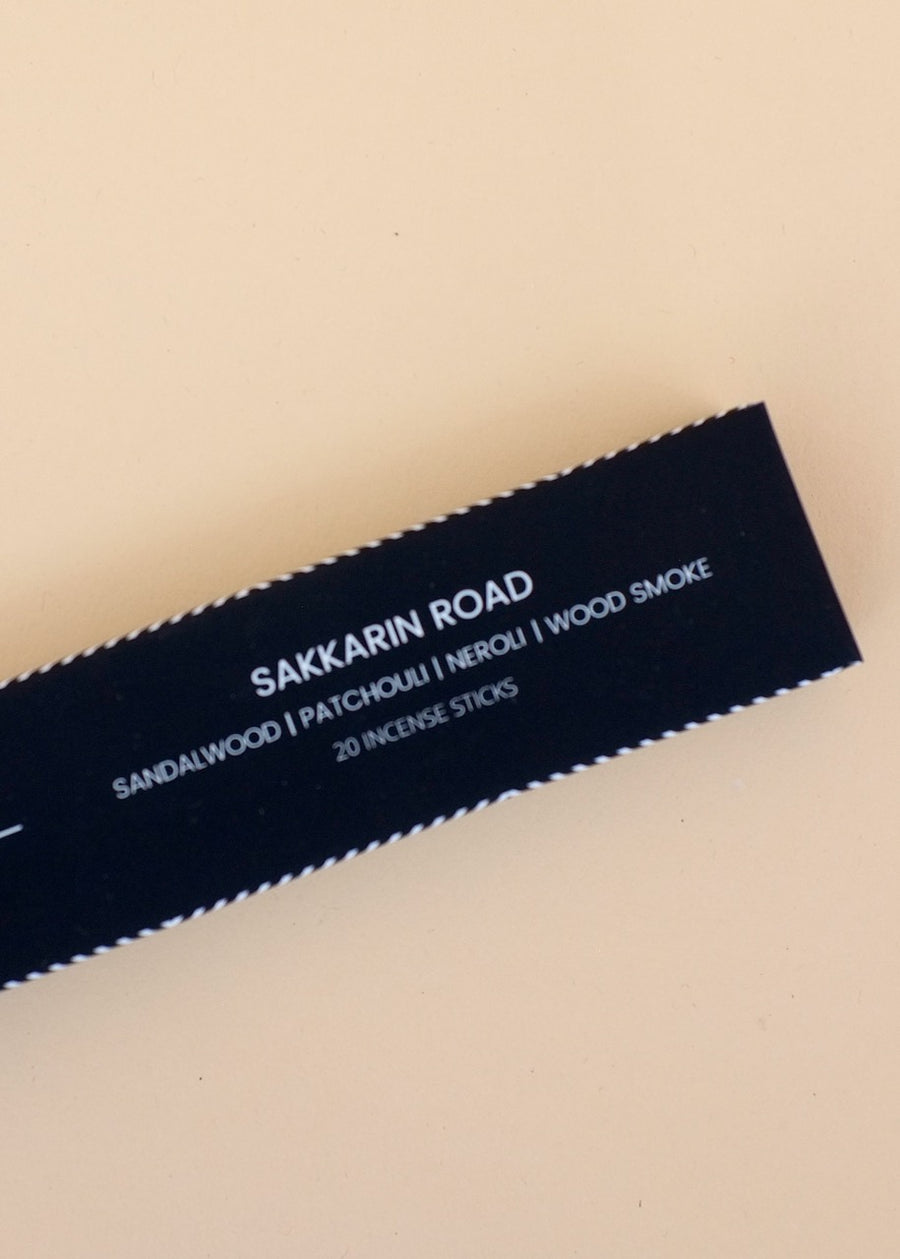 SAKKARIN ROAD
SANDALWOOD | PATCHOULI | NEROLI | WOOD SMOKE
20 INCENSE STICKS